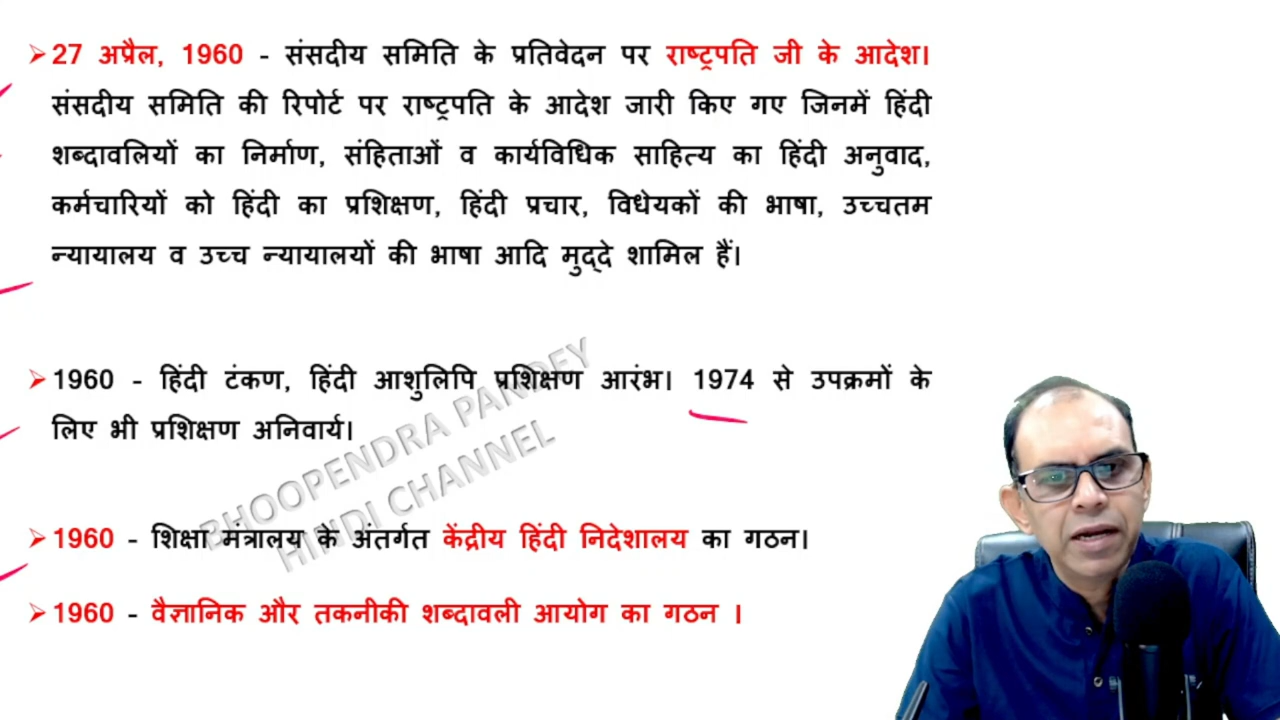 ➢27 अप्रैल, 1960 - संसदीय समिति के प्रतिवेदन पर राष्ट्रपति जी के आदेश।
संसदीय समिति की रिपोर्ट पर राष्ट्रपति के आदेश जारी किए गए जिनमें हिंदी
शब्दावलियों का निर्माण, संहिताओं व कार्यविधिक साहित्य का हिंदी अनुवाद,
कर्मचारियों को हिंदी का प्रशिक्षण, हिंदी प्रचार, विधेयकों की भाषा, उच्चतम
न्यायालय व उच्च न्यायालयों की भाषा आदि मुद्दे शामिल हैं।
➢1960 - हिंदी टंकण, हिंदी आशुलिपि प्रशिक्षण आरंभ। 1974 से उपक्रमों के
लिए भी प्रशिक्षण अनिवार्य।
BHOOPENDRA PANDEY
HINDI CHANNEL
➢1960 - शिक्षा मंत्रालय के अंतर्गत केंद्रीय हिंदी निदेशालय का गठन।
➢1960 - वैज्ञानिक और तकनीकी शब्दावली आयोग का गठन ।